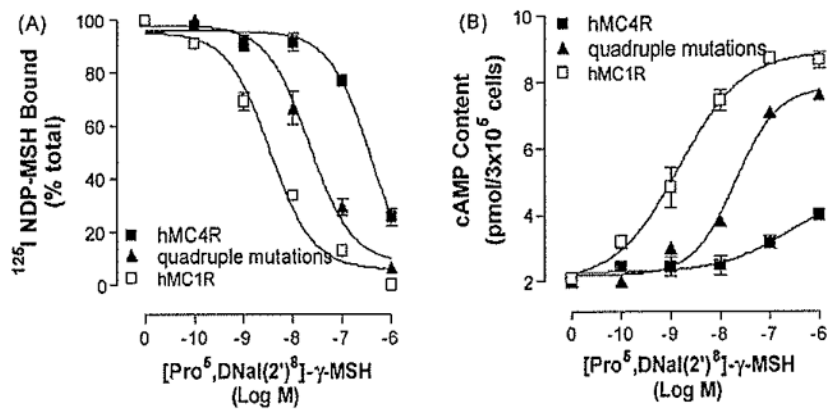 (A)
¹²⁵I NDP-MSH Bound
(% total)
100
80
60
40
20
0
hMC4R
quadruple mutations
hMC1R
0 -10 -9 -8 -7 -6
[Pro⁵,DNal(2')⁸]-γ-MSH
(Log M)
(B)
cAMP Content
(pmol/3x10⁵ cells)
10
8
6
4
2
hMC4R
quadruple mutations
hMC1R
0 -10 -9 -8 -7 -6
[Pro⁵,DNal(2')⁸]-γ-MSH
(Log M)